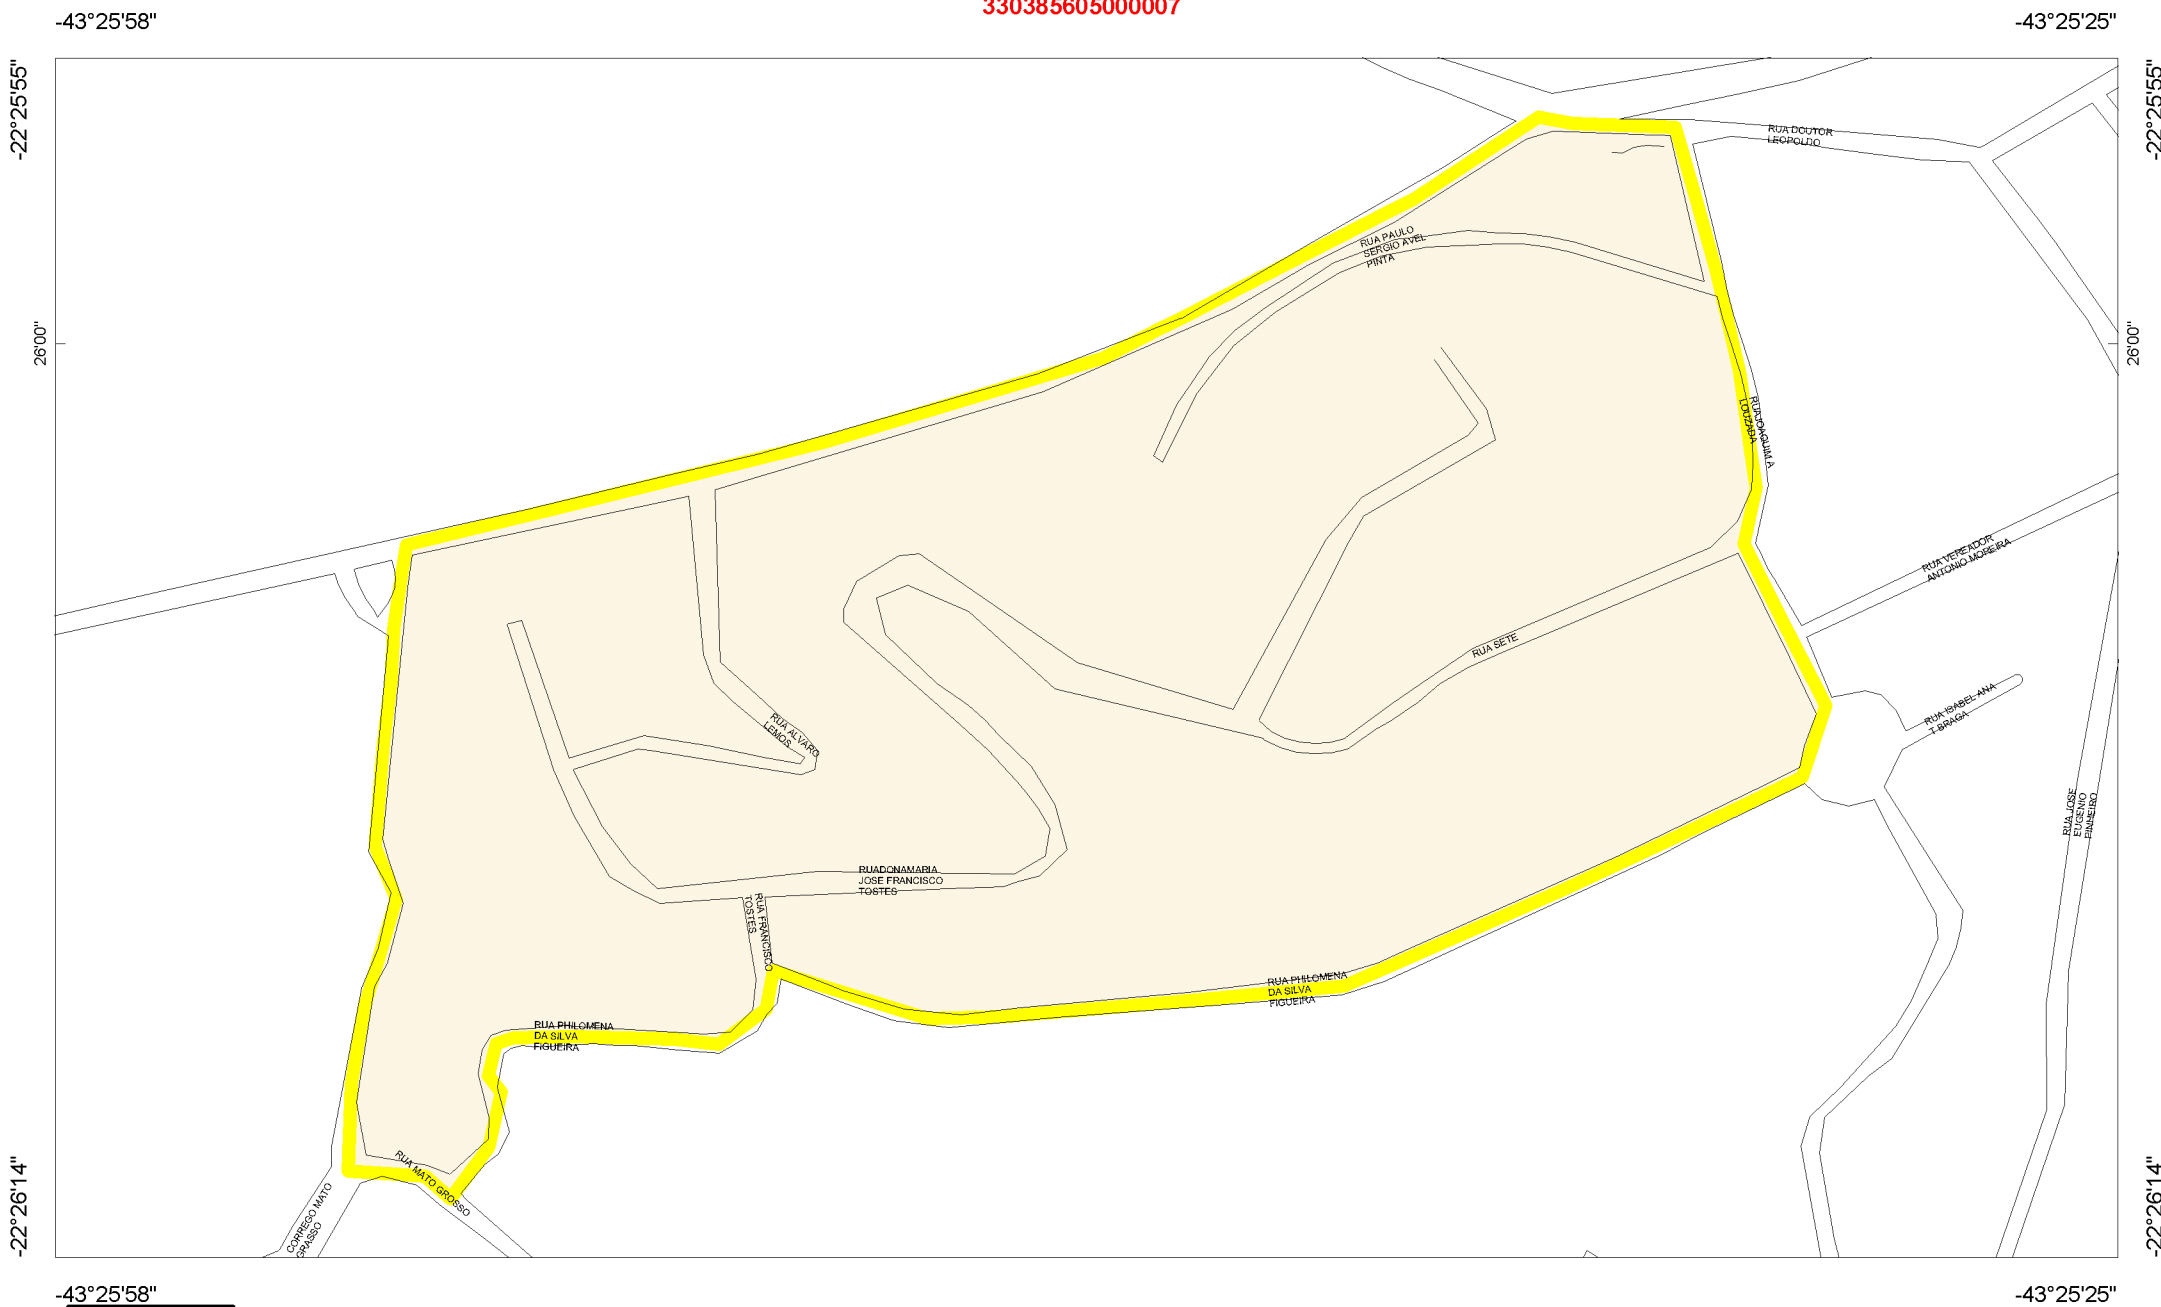 330385605000007
-43°25'58"
-43°25'25"
-22°25'55"
-22°25'55"
RUA DOUTOR
LEOPOLDO
RUA PAULO
SERGIO AVEL
PINTA
26'00"
26'00"
RUAJOAQUIM A
LOUZADA
RUA VEREADOR
ANTONIO MOREIRA
RUA SETE
RUA ISABEL ANA
T BRAGA
RUA ALVARO
LEMOS
RUA JOSE
EUGENIO
PINHEIRO
RUADONAMARIA
JOSE FRANCISCO
TOSTES
RUA FRANCISCO
TOSTES
RUA PHILOMENA
DA SILVA
FIGUEIRA
RUA PHILOMENA
DA SILVA
FIGUEIRA
RUA MATO GROSSO
CORREGO MATO
GRASSO
-22°26'14"
-22°26'14"
-43°25'58"
-43°25'25"